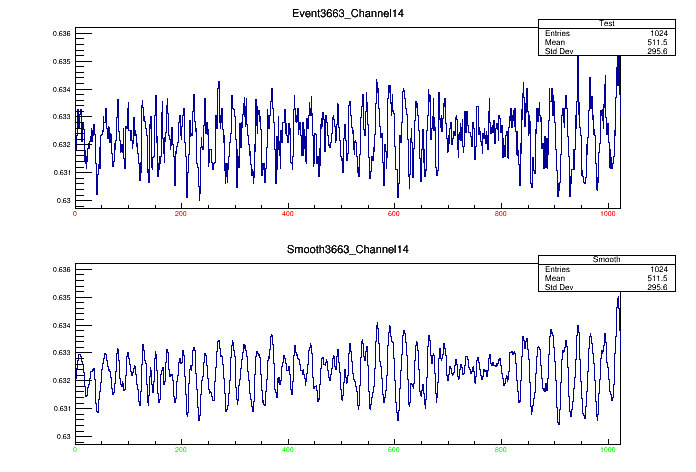 Event3663_Channel14
Test
Entries 1024
Mean 511.5
Std Dev 295.6
0.636
0.635
0.634
0.633
0.632
0.631
0.63
0 200 400 600 800 1000
Smooth3663_Channel14
Smooth
Entries 1024
Mean 511.5
Std Dev 295.6
0.636
0.635
0.634
0.633
0.632
0.631
0.63
0 200 400 600 800 1000